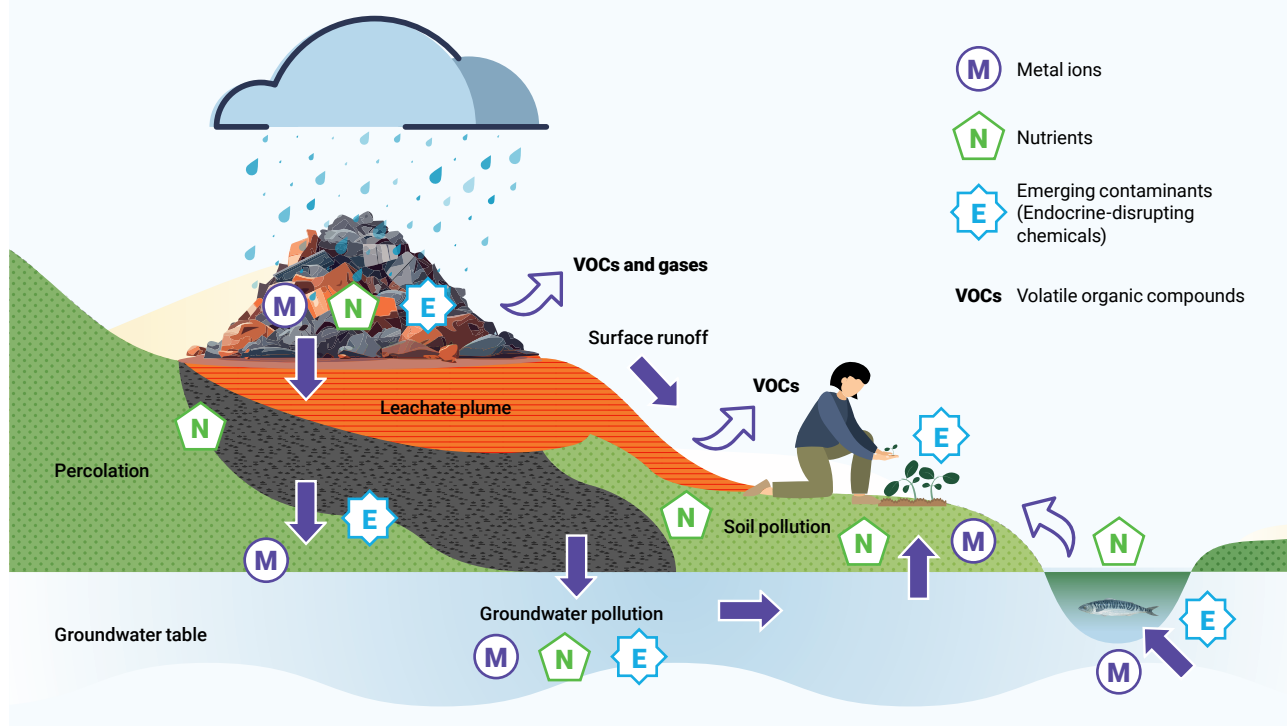 M Metal ions
N Nutrients
E Emerging contaminants
(Endocrine-disrupting
chemicals)
VOCs Volatile organic compounds
VOCs and gases
M N E
Surface runoff
VOCs
Leachate plume
N
E
Percolation
E
N
Soil pollution
N
M
N
M
Groundwater pollution
Groundwater table
E
M N E
M